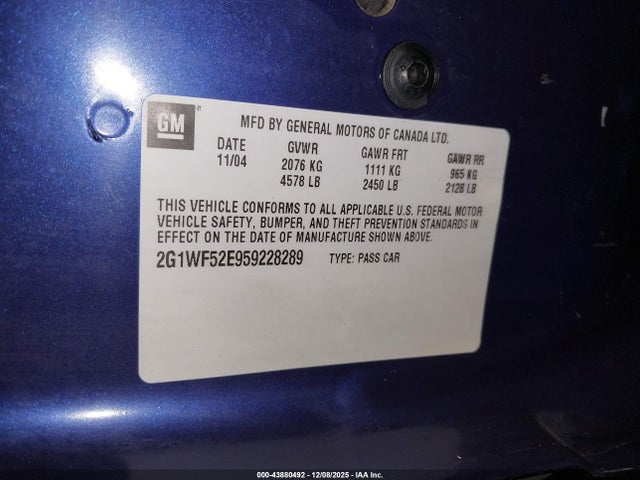 GM ®
MFD BY GENERAL MOTORS OF CANADA LTD.
DATE GVWR GAWR FRT GAWR RR
11/04 2076 KG 1111 KG 965 KG
4578 LB 2450 LB 2128 LB
THIS VEHICLE CONFORMS TO ALL APPLICABLE U.S. FEDERAL MOTOR
VEHICLE SAFETY, BUMPER, AND THEFT PREVENTION STANDARDS IN
EFFECT ON THE DATE OF MANUFACTURE SHOWN ABOVE.
2G1WF52E959228289 TYPE: PASS CAR
000-43880492 - 12/08/2025 - IAA Inc.